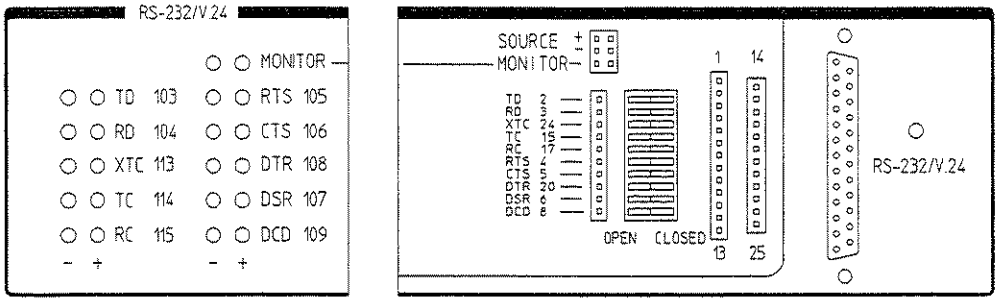 RS-232/V.24
MONITOR
TD 103 RTS 105
RD 104 CTS 106
XTC 113 DTR 108
TC 114 DSR 107
RC 115 DCD 109
- + - +
SOURCE + -
MONITOR
1 14
TD 2
RD 3
XTC 24
TC 15
RC 17
RTS 4
CTS 5
DTR 20
DSR 6
DCD 8
OPEN CLOSED
13 25
RS-232/V.24